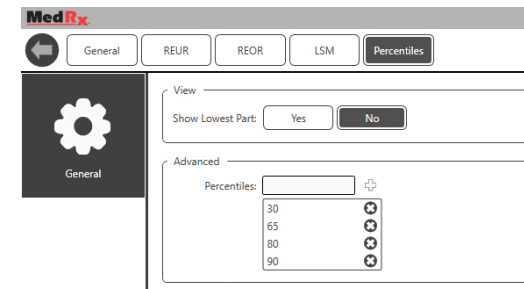 MedRx
General REUR REOR LSM Percentiles
View
Show Lowest Part: Yes No
General
Advanced
Percentiles:
30
65
80
90